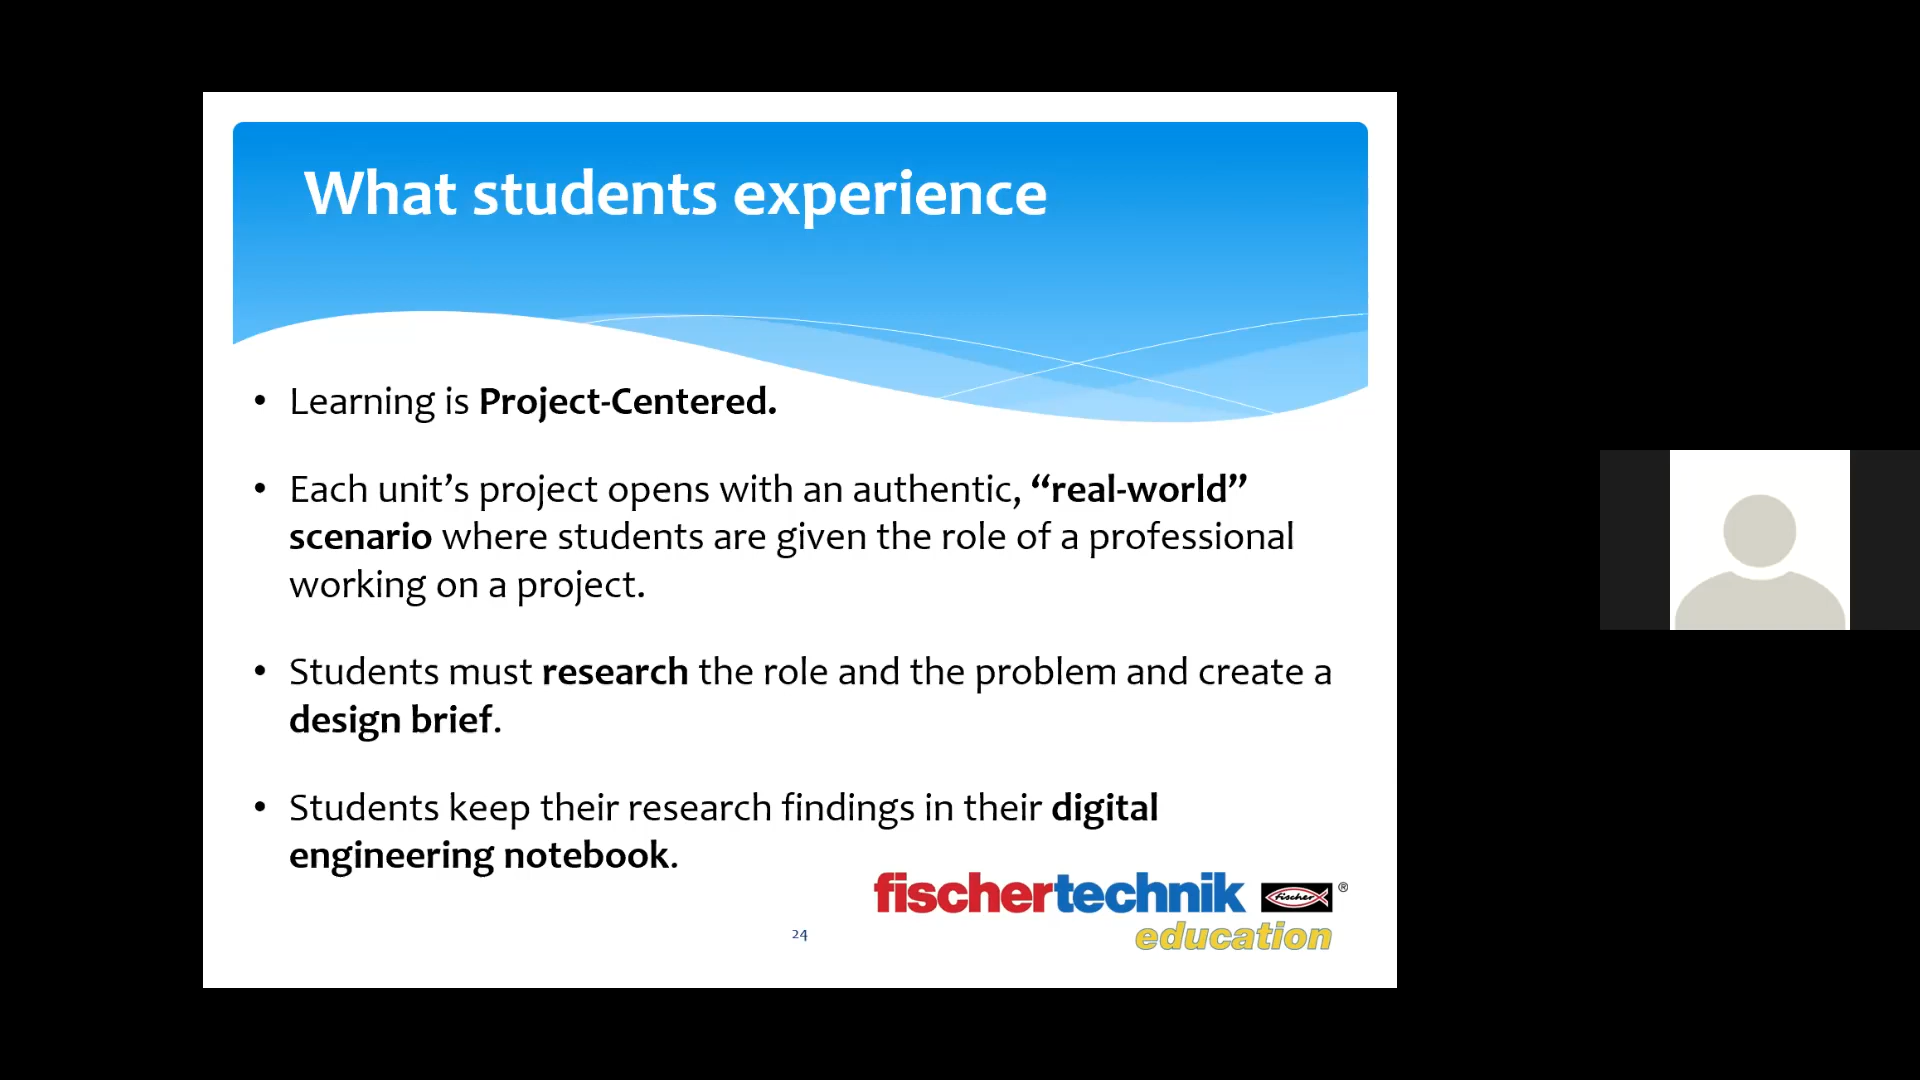 What students experience
• Learning is Project-Centered.
• Each unit’s project opens with an authentic, “real-world”
scenario where students are given the role of a professional
working on a project.
• Students must research the role and the problem and create a
design brief.
• Students keep their research findings in their digital
engineering notebook.
fischertechnik fischer ®
education
24